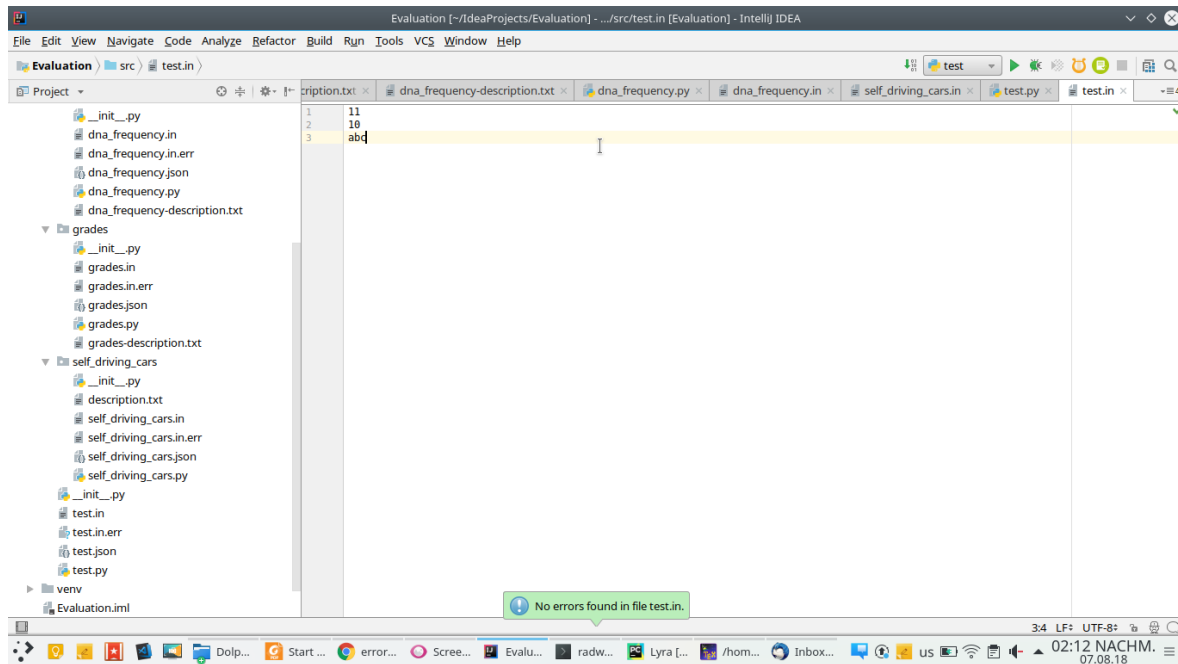 Evaluation [~/IdeaProjects/Evaluation] - .../src/test.in [Evaluation] - IntelliJ IDEA
File Edit View Navigate Code Analyze Refactor Build Run Tools VCS Window Help
Evaluation src test.in test
Project cription.txt dna_frequency-description.txt dna_frequency.py dna_frequency.in self_driving_cars.in test.py test.in
1 11
2 10
3 abc
__init__.py
dna_frequency.in
dna_frequency.in.err
dna_frequency.json
dna_frequency.py
dna_frequency-description.txt
grades
__init__.py
grades.in
grades.in.err
grades.json
grades.py
grades-description.txt
self_driving_cars
__init__.py
description.txt
self_driving_cars.in
self_driving_cars.in.err
self_driving_cars.json
self_driving_cars.py
__init__.py
test.in
test.in.err
test.json
test.py
venv
Evaluation.iml
No errors found in file test.in.
3:4 LF÷ UTF-8÷
Dolp... Start ... error... Scree... Evalu... radw... Lyra [... /hom... Inbox... us 02:12 NACHM.
07.08.18